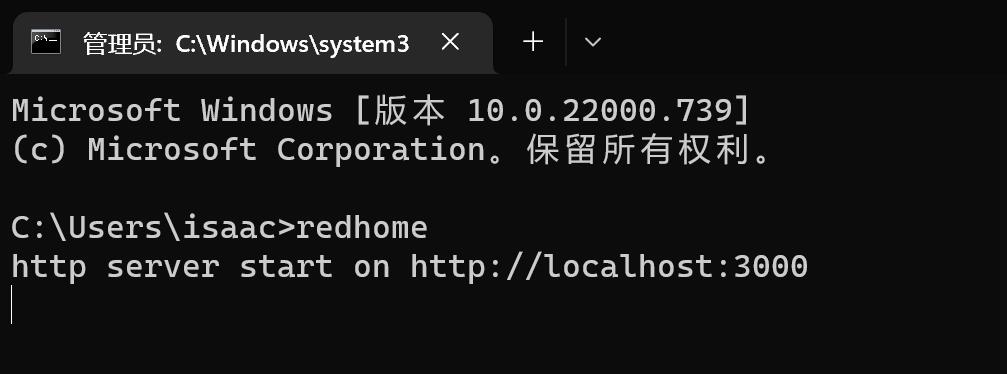 管理员: C:\Windows\system3
Microsoft Windows [版本 10.0.22000.739]
(c) Microsoft Corporation。保留所有权利。
C:\Users\isaac>redhome
http server start on http://localhost:3000